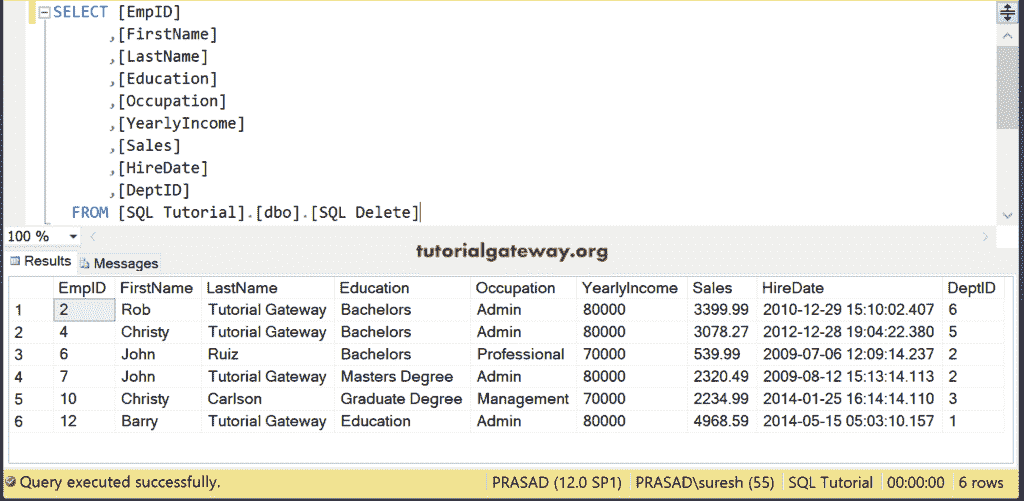 SELECT [EmpID]
,[FirstName]
,[LastName]
,[Education]
,[Occupation]
,[YearlyIncome]
,[Sales]
,[HireDate]
,[DeptID]
FROM [SQL Tutorial].[dbo].[SQL Delete]
100 %
tutorialgateway.org
Results Messages
EmpID FirstName LastName Education Occupation YearlyIncome Sales HireDate DeptID
1 2 Rob Tutorial Gateway Bachelors Admin 80000 3399.99 2010-12-29 15:10:02.407 6
2 4 Christy Tutorial Gateway Bachelors Admin 80000 3078.27 2012-12-28 19:04:22.380 5
3 6 John Ruiz Bachelors Professional 70000 539.99 2009-07-06 12:09:14.237 2
4 7 John Tutorial Gateway Masters Degree Admin 80000 2320.49 2009-08-12 15:13:14.113 2
5 10 Christy Carlson Graduate Degree Management 70000 2234.99 2014-01-25 16:14:14.110 3
6 12 Barry Tutorial Gateway Education Admin 80000 4968.59 2014-05-15 05:03:10.157 1
Query executed successfully. PRASAD (12.0 SP1) PRASAD\suresh (55) SQL Tutorial 00:00:00 6 rows